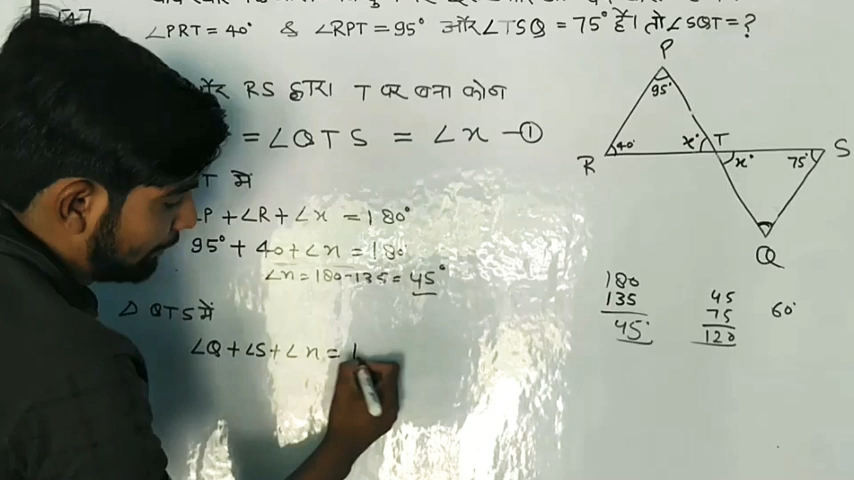 ∠PRT = 40° & ∠RPT = 95° और ∠TSQ = 75° है। तो ∠SQT = ?
RS द्वारा T पर बना कोण
= ∠QTS = ∠x — ①
में
∠P + ∠R + ∠x = 180°
95° + 40 + ∠x = 180
∠x = 180-135 = 45°
△ QTS में
∠Q + ∠S + ∠x = 1
P
95°
R
40°
x°
T
x°
75°
S
Q
180
135
45°
45
75
120
60°